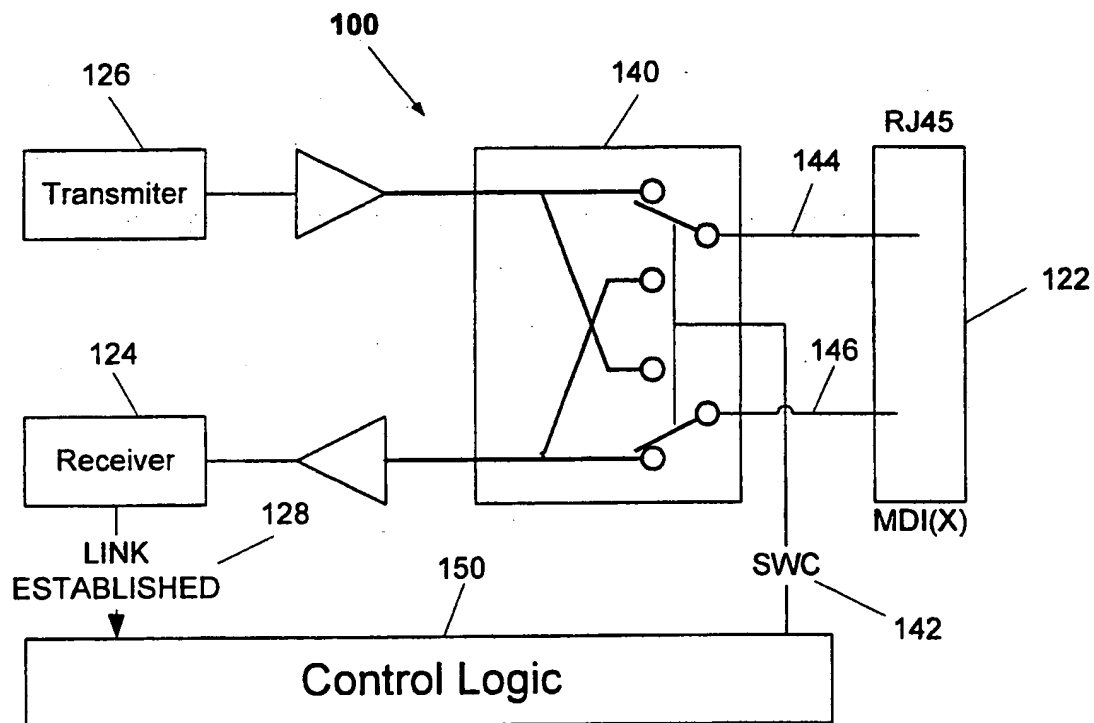 100
126
140
RJ45
Transmiter
144
122
124
146
Receiver
128
MDI(X)
LINK
ESTABLISHED
150
SWC
142
Control Logic